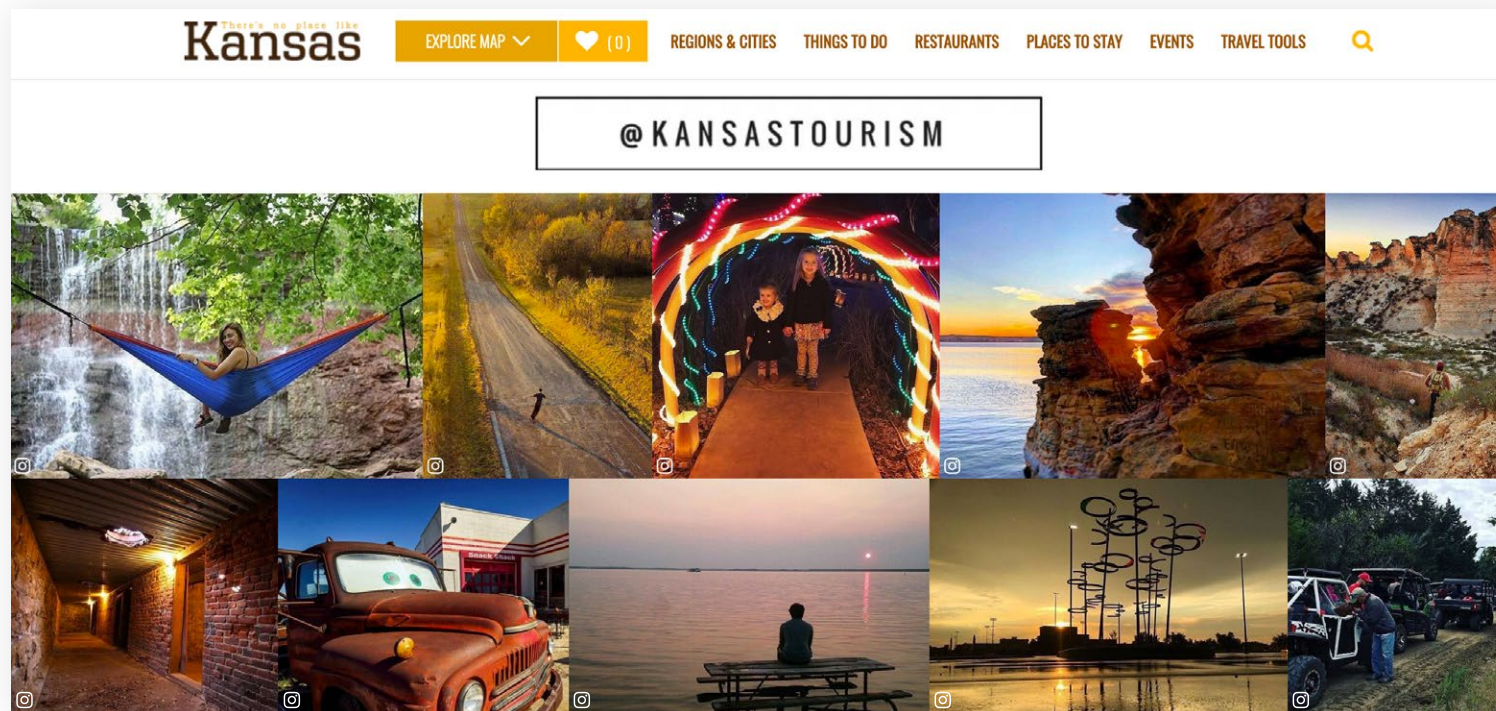 There's no place like
Kansas
EXPLORE MAP
( 0 )
REGIONS & CITIES
THINGS TO DO
RESTAURANTS
PLACES TO STAY
EVENTS
TRAVEL TOOLS
@KANSASTOURISM
Snack Shack